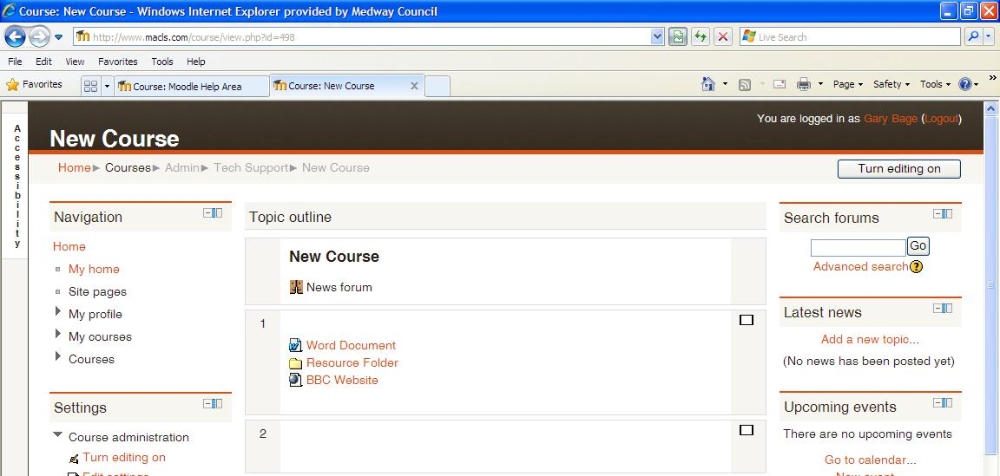 Course: New Course - Windows Internet Explorer provided by Medway Council
http://www.macls.com/course/view.php?id=498
Live Search
File Edit View Favorites Tools Help
Favorites
Course: Moodle Help Area
Course: New Course
Page Safety Tools
You are logged in as Gary Bage (Logout)
New Course
Accessibility
Home Courses Admin Tech Support New Course
Turn editing on
Navigation
Home
My home
Site pages
My profile
My courses
Courses
Settings
Course administration
Turn editing on
Edit settings
Topic outline
New Course
News forum
1
Word Document
Resource Folder
BBC Website
2
Search forums
Go
Advanced search
Latest news
Add a new topic...
(No news has been posted yet)
Upcoming events
There are no upcoming events
Go to calendar...
New event...